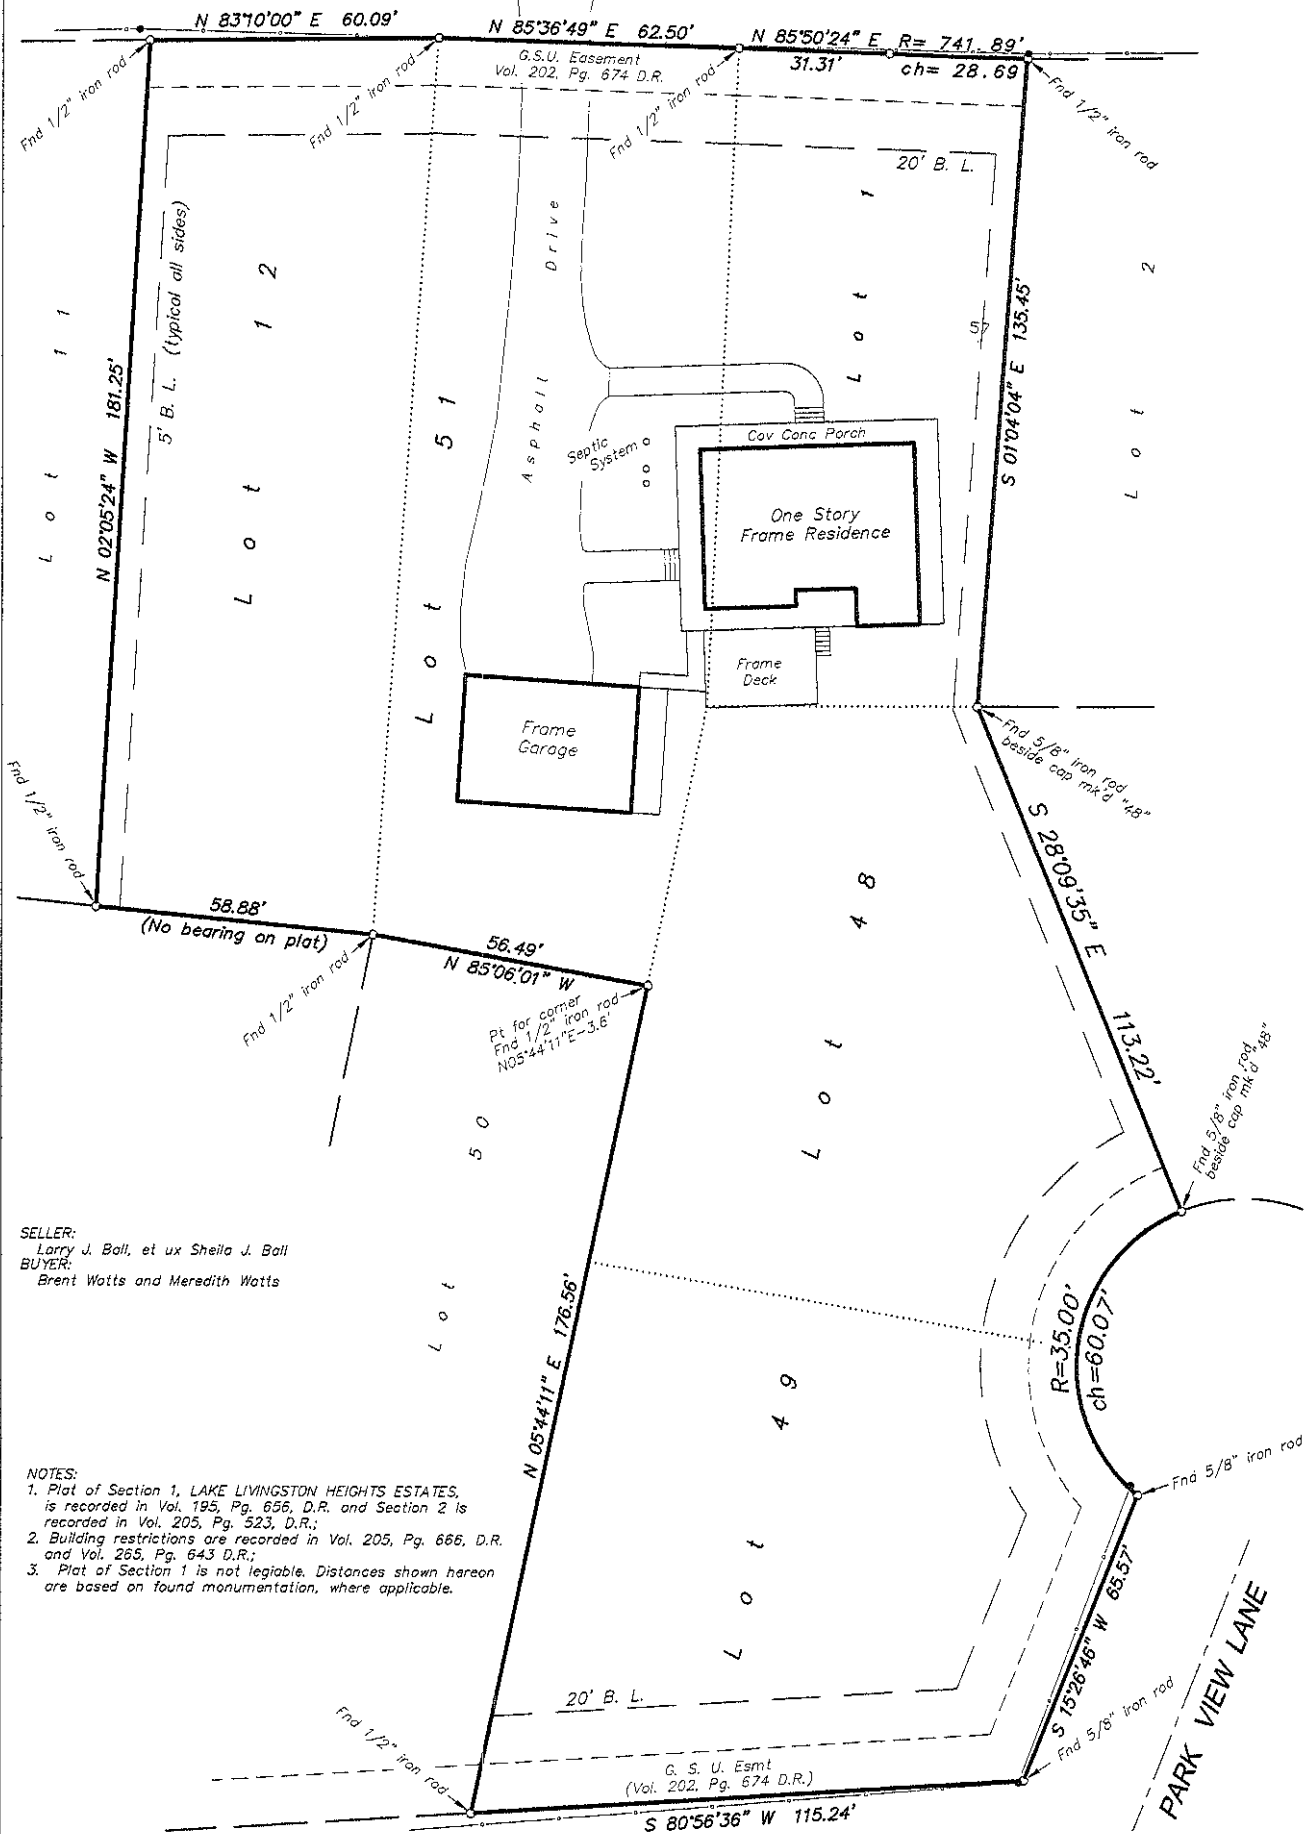 N 83°10'00" E 60.09'
N 85°36'49" E 62.50'
N 85°50'24" E R= 741.89'
31.31'
ch= 28.69
G.S.U. Easement
Vol. 202, Pg. 674 D.R.
Fnd 1/2" iron rod
Fnd 1/2" iron rod
Fnd 1/2" iron rod
Fnd 1/2" iron rod
20' B. L.
5' B. L. (typical all sides)
Lot 11
N 02°05'24" W 181.25'
Lot 12
Lot 51
Asphalt Drive
Lot 1
57
S 01°04'04" E 135.45'
Lot 2
Septic
System
Cov Conc Porch
One Story
Frame Residence
Frame
Deck
Frame
Garage
Fnd 5/8" iron rod
beside cap mk'd "48"
Fnd 1/2" iron rod
58.88'
(No bearing on plat)
56.49'
N 85°06'01" W
Fnd 1/2" iron rod
Pt for corner
Fnd 1/2" iron rod
N05°44'11"E-3.6'
S 28°09'35" E 113.22'
Lot 48
Fnd 5/8" iron rod
beside cap mk'd "48"
Lot 50
SELLER:
Larry J. Ball, et ux Sheila J. Ball
BUYER:
Brent Watts and Meredith Watts
N 05°44'11" E 176.56'
R=35.00'
ch=60.07'
Lot 49
Fnd 5/8" iron rod
NOTES:
1. Plat of Section 1, LAKE LIVINGSTON HEIGHTS ESTATES,
is recorded in Vol. 195, Pg. 656, D.R. and Section 2 is
recorded in Vol. 205, Pg. 523, D.R.;
2. Building restrictions are recorded in Vol. 205, Pg. 666, D.R.
and Vol. 265, Pg. 643 D.R.;
3. Plat of Section 1 is not legiable. Distances shown hereon
are based on found monumentation, where applicable.
S 15°26'46" W 65.57'
20' B. L.
Fnd 1/2" iron rod
Fnd 5/8" iron rod
G. S. U. Esmt
(Vol. 202, Pg. 674 D.R.)
S 80°56'36" W 115.24'
PARK VIEW LANE